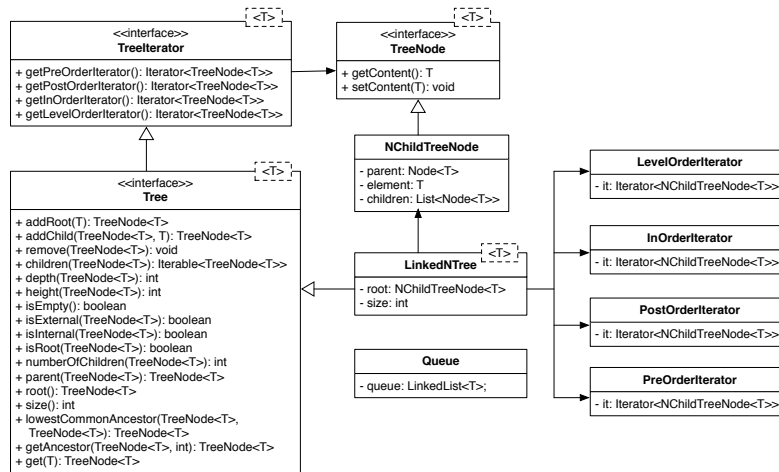 <T>
<<interface>>
TreeIterator
+ getPreOrderIterator(): Iterator<TreeNode<T>>
+ getPostOrderIterator(): Iterator<TreeNode<T>>
+ getInOrderIterator(): Iterator<TreeNode<T>>
+ getLevelOrderIterator(): Iterator<TreeNode<T>>
<T>
<<interface>>
TreeNode
+ getContent(): T
+ setContent(T): void
NChildTreeNode
- parent: Node<T>
- element: T
- children: List<Node<T>>
<T>
<<interface>>
Tree
+ addRoot(T): TreeNode<T>
+ addChild(TreeNode<T>, T): TreeNode<T>
+ remove(TreeNode<T>): void
+ children(TreeNode<T>): Iterable<TreeNode<T>>
+ depth(TreeNode<T>): int
+ height(TreeNode<T>): int
+ isEmpty(): boolean
+ isExternal(TreeNode<T>): boolean
+ isInternal(TreeNode<T>): boolean
+ isRoot(TreeNode<T>): boolean
+ numberOfChildren(TreeNode<T>): int
+ parent(TreeNode<T>): TreeNode<T>
+ root(): TreeNode<T>
+ size(): int
+ lowestCommonAncestor(TreeNode<T>,
TreeNode<T>): TreeNode<T>
+ getAncestor(TreeNode<T>, int): TreeNode<T>
+ get(T): TreeNode<T>
<T>
LinkedNTree
- root: NChildTreeNode<T>
- size: int
Queue
- queue: LinkedList<T>;
LevelOrderIterator
- it: Iterator<NChildTreeNode<T>>
InOrderIterator
- it: Iterator<NChildTreeNode<T>>
PostOrderIterator
- it: Iterator<NChildTreeNode<T>>
PreOrderIterator
- it: Iterator<NChildTreeNode<T>>